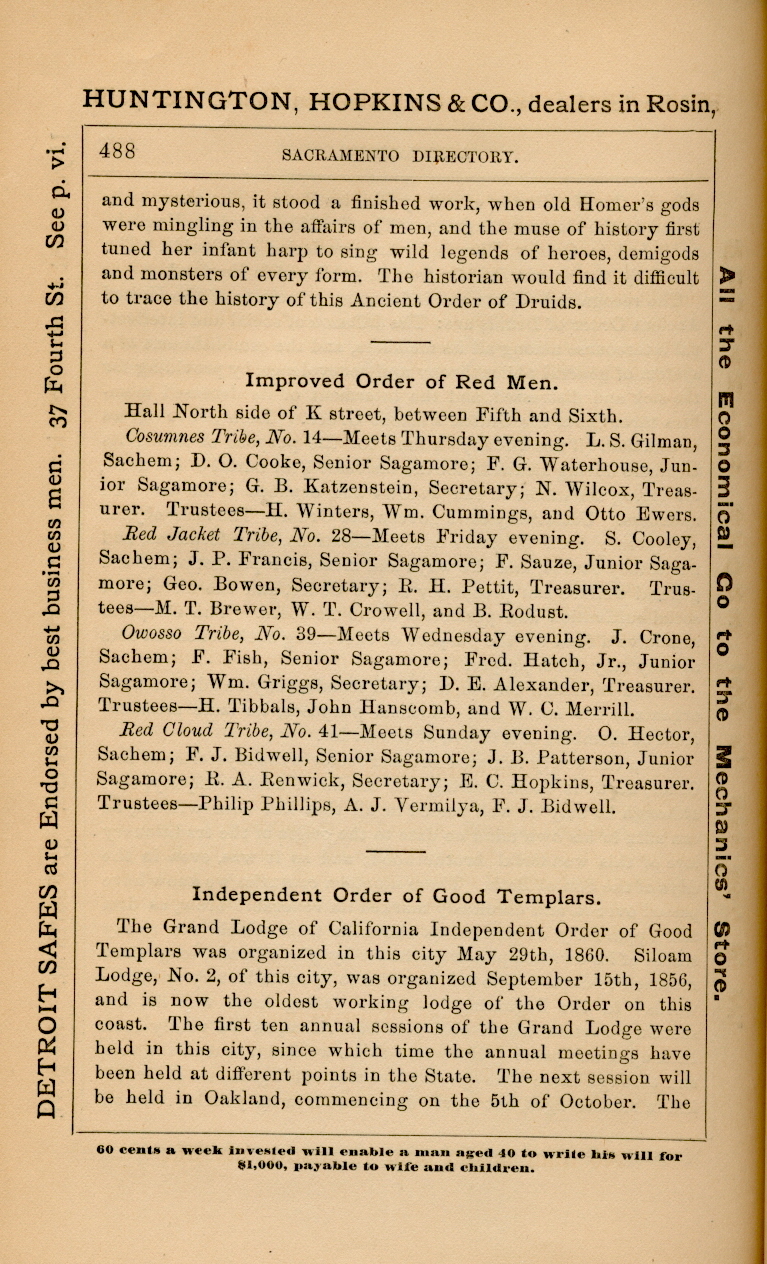 HUNTINGTON, HOPKINS & CO., dealers in Rosin,
488 SACRAMENTO DIRECTORY.
and mysterious, it stood a finished work, when old Homer's gods
were mingling in the affairs of men, and the muse of history first
tuned her infant harp to sing wild legends of heroes, demigods
and monsters of every form. The historian would find it difficult
to trace the history of this Ancient Order of Druids.
Improved Order of Red Men.
Hall North side of K street, between Fifth and Sixth.
Cosumnes Tribe, No. 14—Meets Thursday evening. L. S. Gilman,
Sachem; D. O. Cooke, Senior Sagamore; F. G. Waterhouse, Jun-
ior Sagamore; G. B. Katzenstein, Secretary; N. Wilcox, Treas-
urer. Trustees—H. Winters, Wm. Cummings, and Otto Ewers.
Red Jacket Tribe, No. 28—Meets Friday evening. S. Cooley,
Sachem; J. P. Francis, Senior Sagamore; F. Sauze, Junior Saga-
more; Geo. Bowen, Secretary; R. H. Pettit, Treasurer. Trus-
tees—M. T. Brewer, W. T. Crowell, and B. Rodust.
Owosso Tribe, No. 39—Meets Wednesday evening. J. Crone,
Sachem; F. Fish, Senior Sagamore; Fred. Hatch, Jr., Junior
Sagamore; Wm. Griggs, Secretary; D. E. Alexander, Treasurer.
Trustees—H. Tibbals, John Hanscomb, and W. C. Merrill.
Red Cloud Tribe, No. 41—Meets Sunday evening. O. Hector,
Sachem; F. J. Bidwell, Senior Sagamore; J. B. Patterson, Junior
Sagamore; R. A. Renwick, Secretary; E. C. Hopkins, Treasurer.
Trustees—Philip Phillips, A. J. Vermilya, F. J. Bidwell.
Independent Order of Good Templars.
The Grand Lodge of California Independent Order of Good
Templars was organized in this city May 29th, 1860. Siloam
Lodge, No. 2, of this city, was organized September 15th, 1856,
and is now the oldest working lodge of the Order on this
coast. The first ten annual sessions of the Grand Lodge were
held in this city, since which time the annual meetings have
been held at different points in the State. The next session will
be held in Oakland, commencing on the 5th of October. The
60 cents a week invested will enable a man aged 40 to write his will for
$1,000, payable to wife and children.
DETROIT SAFES are Endorsed by best business men. 37 Fourth St. See p. vi.
All the Economical Go to the Mechanics' Store.